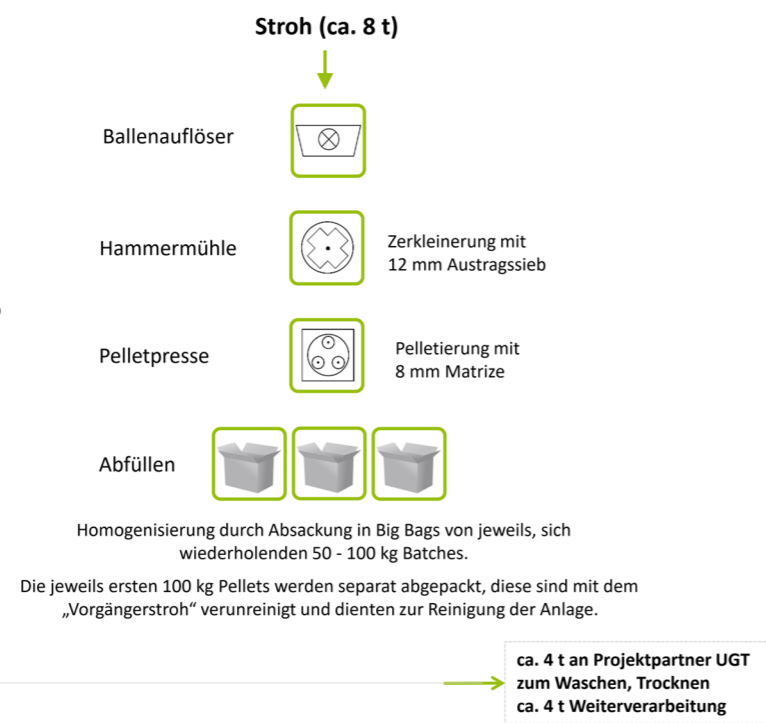 Stroh (ca. 8 t)
Ballenauflöser
Hammermühle
Zerkleinerung mit
12 mm Austragssieb
Pelletpresse
Pelletierung mit
8 mm Matrize
Abfüllen
Homogenisierung durch Absackung in Big Bags von jeweils, sich
wiederholenden 50 - 100 kg Batches.
Die jeweils ersten 100 kg Pellets werden separat abgepackt, diese sind mit dem
„Vorgängerstroh“ verunreinigt und dienten zur Reinigung der Anlage.
ca. 4 t an Projektpartner UGT
zum Waschen, Trocknen
ca. 4 t Weiterverarbeitung